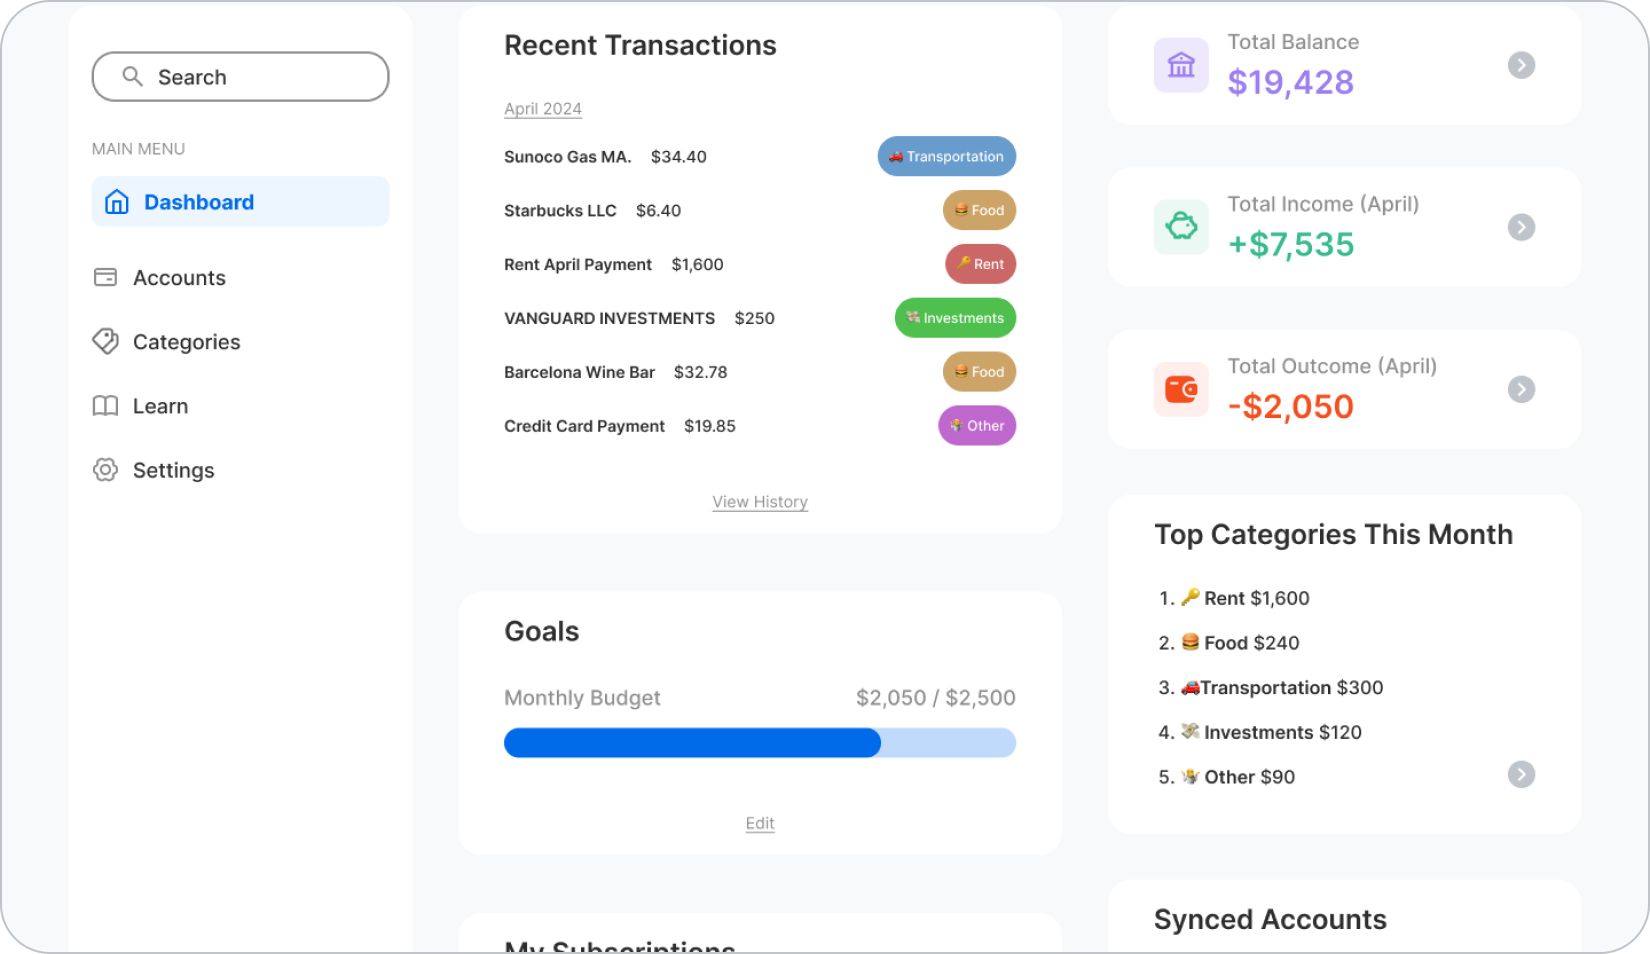 Search
MAIN MENU
Dashboard
Accounts
Categories
Learn
Settings
Recent Transactions
April 2024
Sunoco Gas MA. $34.40 🚗 Transportation
Starbucks LLC $6.40 🍔 Food
Rent April Payment $1,600 🔑 Rent
VANGUARD INVESTMENTS $250 💸 Investments
Barcelona Wine Bar $32.78 🍔 Food
Credit Card Payment $19.85 Other
View History
Goals
Monthly Budget $2,050 / $2,500
Edit
My Subscriptions
Total Balance
$19,428
Total Income (April)
+$7,535
Total Outcome (April)
-$2,050
Top Categories This Month
1. 🔑 Rent $1,600
2. 🍔 Food $240
3. 🚗Transportation $300
4. 💸 Investments $120
5. Other $90
Synced Accounts